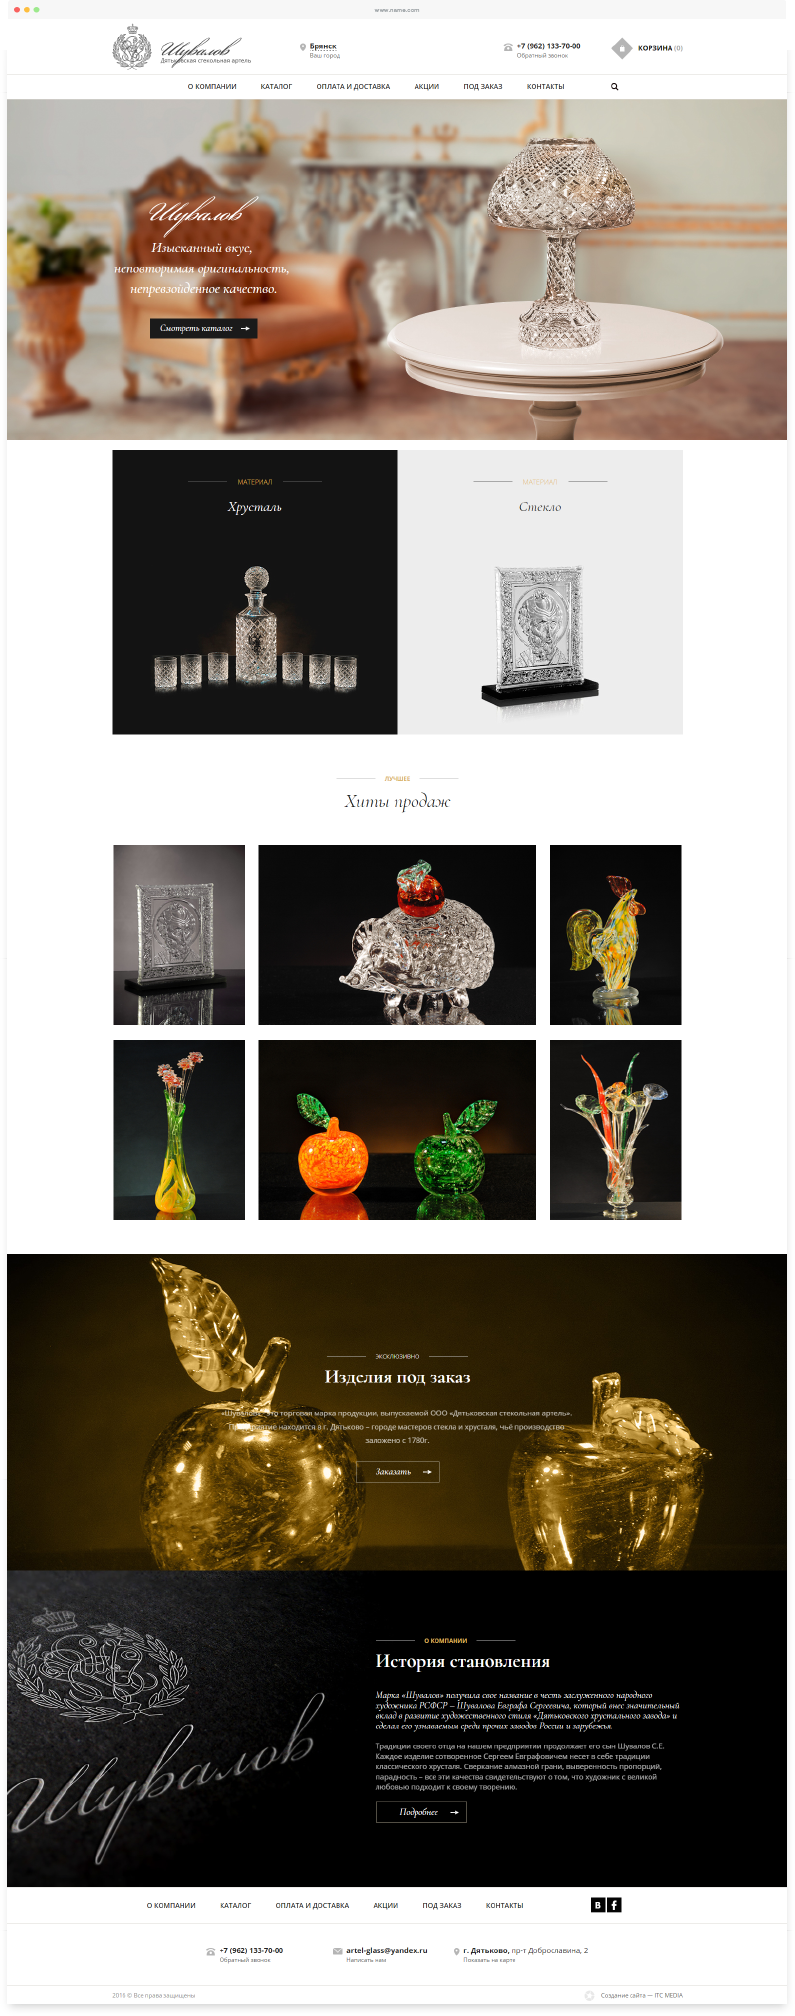 www.name.com
Шувалов
Дятьковская стекольная артель
Брянск
Ваш город
+7 (962) 133-70-00
Обратный звонок
КОРЗИНА (0)
О КОМПАНИИ КАТАЛОГ ОПЛАТА И ДОСТАВКА АКЦИИ ПОД ЗАКАЗ КОНТАКТЫ
Шувалов
Изысканный вкус,
неповторимая оригинальность,
непревзойденное качество.
Смотреть каталог
МАТЕРИАЛ
Хрусталь
МАТЕРИАЛ
Стекло
ЛУЧШЕЕ
Хиты продаж
ЭКСКЛЮЗИВНО
Изделия под заказ
«Шувалов» - это торговая марка продукции, выпускаемой ООО «Дятьковская стекольная артель».
Предприятие находится в г. Дятьково – городе мастеров стекла и хрусталя, чьё производство
заложено с 1780г.
Заказать
Шувалов
О КОМПАНИИ
История становления
Марка «Шувалов» получила свое название в честь заслуженного народного
художника РСФСР – Шувалова Евграфа Сергеевича, который внес значительный
вклад в развитие художественного стиля «Дятьковского хрустального завода» и
сделал его узнаваемым среди прочих заводов России и зарубежья.
Традиции своего отца на нашем предприятии продолжает его сын Шувалов С.Е.
Каждое изделие сотворенное Сергеем Евграфовичем несет в себе традиции
классического хрусталя. Сверкание алмазной грани, выверенность пропорций,
парадность – все эти качества свидетельствуют о том, что художник с великой
любовью подходит к своему творению.
Подробнее
О КОМПАНИИ КАТАЛОГ ОПЛАТА И ДОСТАВКА АКЦИИ ПОД ЗАКАЗ КОНТАКТЫ
+7 (962) 133-70-00
Обратный звонок
artel-glass@yandex.ru
Написать нам
г. Дятьково, пр-т Доброславина, 2
Показать на карте
2016 © Все права защищены
Создание сайта — ITC MEDIA